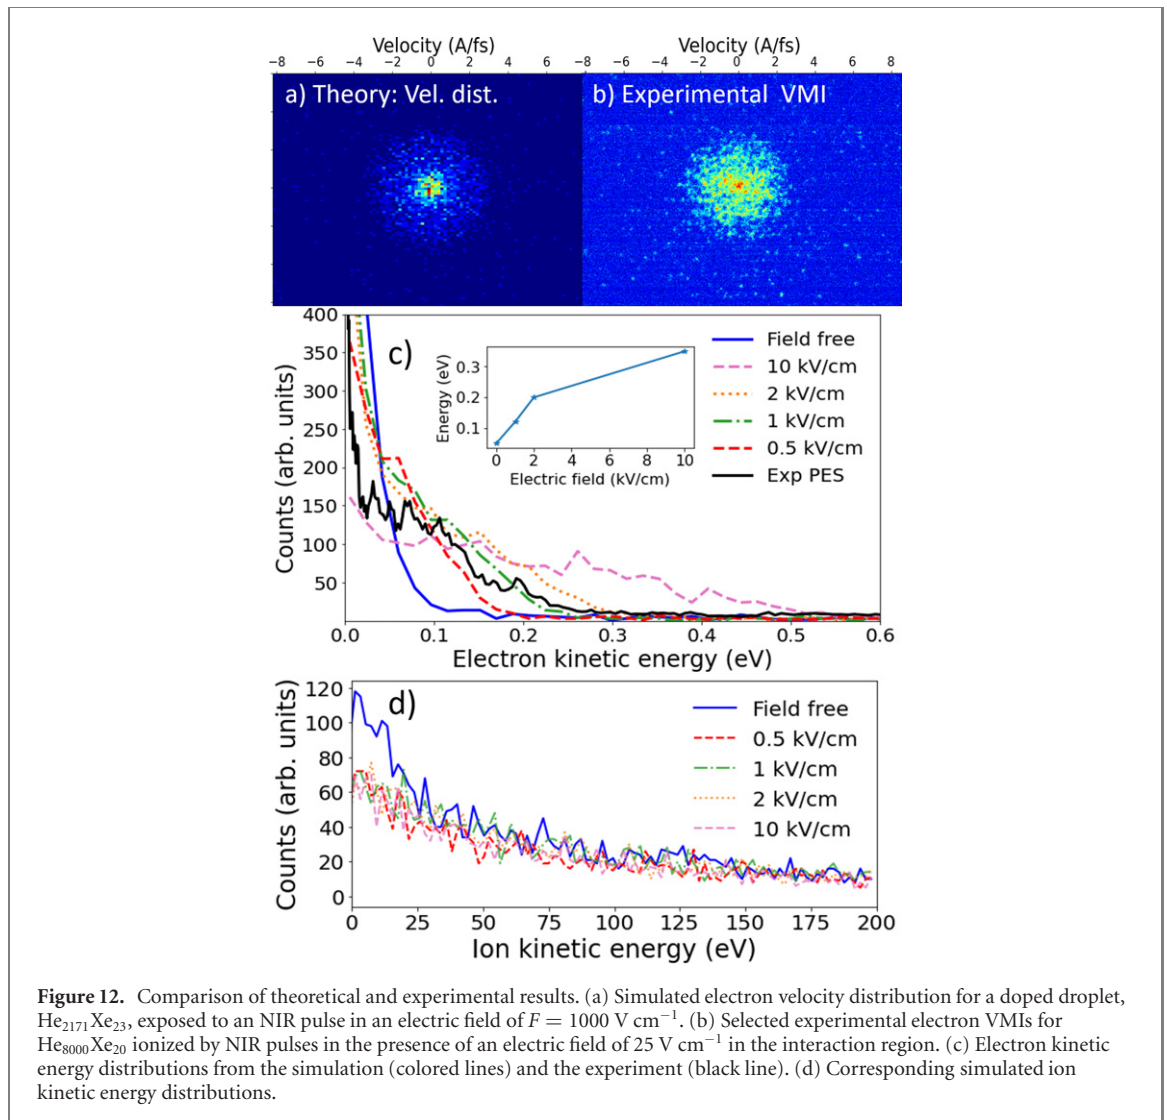 Velocity (A/fs) Velocity (A/fs)
−8 −6 −4 −2 0 2 4 6 −8 −6 −4 −2 0 2 4 6 8
a) Theory: Vel. dist. b) Experimental VMI
400
350
300
250
200
150
100
50
Counts (arb. units)
c)
0.3
0.2
0.1
Energy (eV)
0 2 4 6 8 10
Electric field (kV/cm)
Field free
10 kV/cm
2 kV/cm
1 kV/cm
0.5 kV/cm
Exp PES
0.0 0.1 0.2 0.3 0.4 0.5 0.6
Electron kinetic energy (eV)
120
100
80
60
40
20
0
Counts (arb. units)
d)
Field free
0.5 kV/cm
1 kV/cm
2 kV/cm
10 kV/cm
0 25 50 75 100 125 150 175 200
Ion kinetic energy (eV)
Figure 12. Comparison of theoretical and experimental results. (a) Simulated electron velocity distribution for a doped droplet,
He₂₁₇₁Xe₂₃, exposed to an NIR pulse in an electric field of F = 1000 V cm⁻¹. (b) Selected experimental electron VMIs for
He₈₀₀₀Xe₂₀ ionized by NIR pulses in the presence of an electric field of 25 V cm⁻¹ in the interaction region. (c) Electron kinetic
energy distributions from the simulation (colored lines) and the experiment (black line). (d) Corresponding simulated ion
kinetic energy distributions.